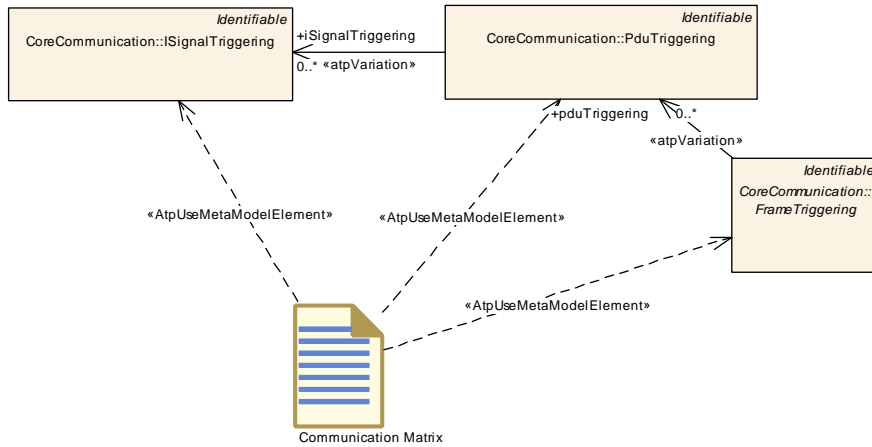 Identifiable
CoreCommunication::ISignalTriggering
+iSignalTriggering
0..*
«atpVariation»
Identifiable
CoreCommunication::PduTriggering
+pduTriggering
0..*
«atpVariation»
Identifiable
CoreCommunication::
FrameTriggering
«AtpUseMetaModelElement»
«AtpUseMetaModelElement»
«AtpUseMetaModelElement»
Communication Matrix